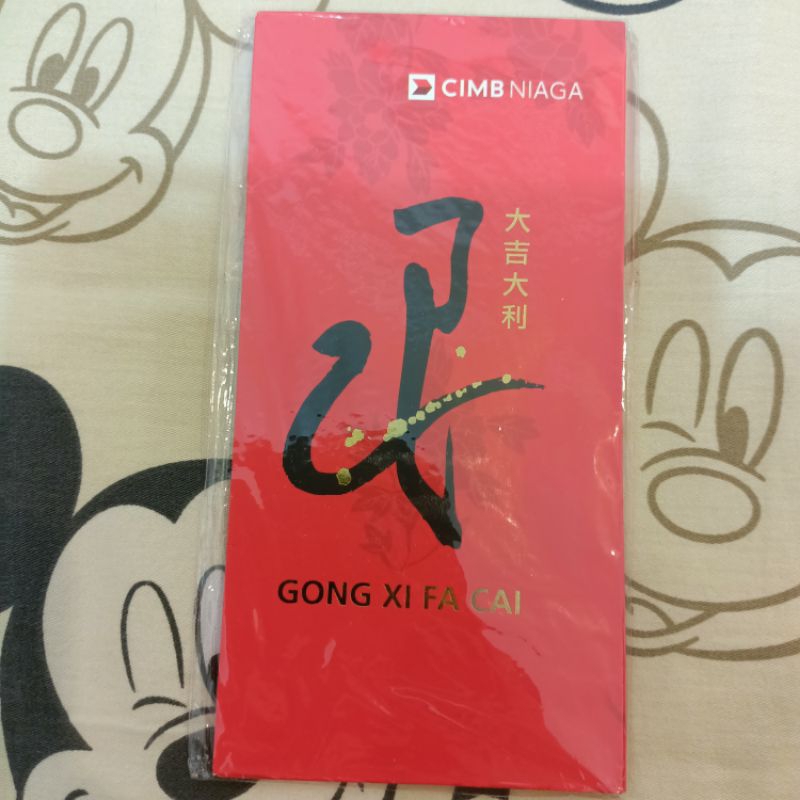 CIMB NIAGA
大吉大利
GONG XI FA CAI